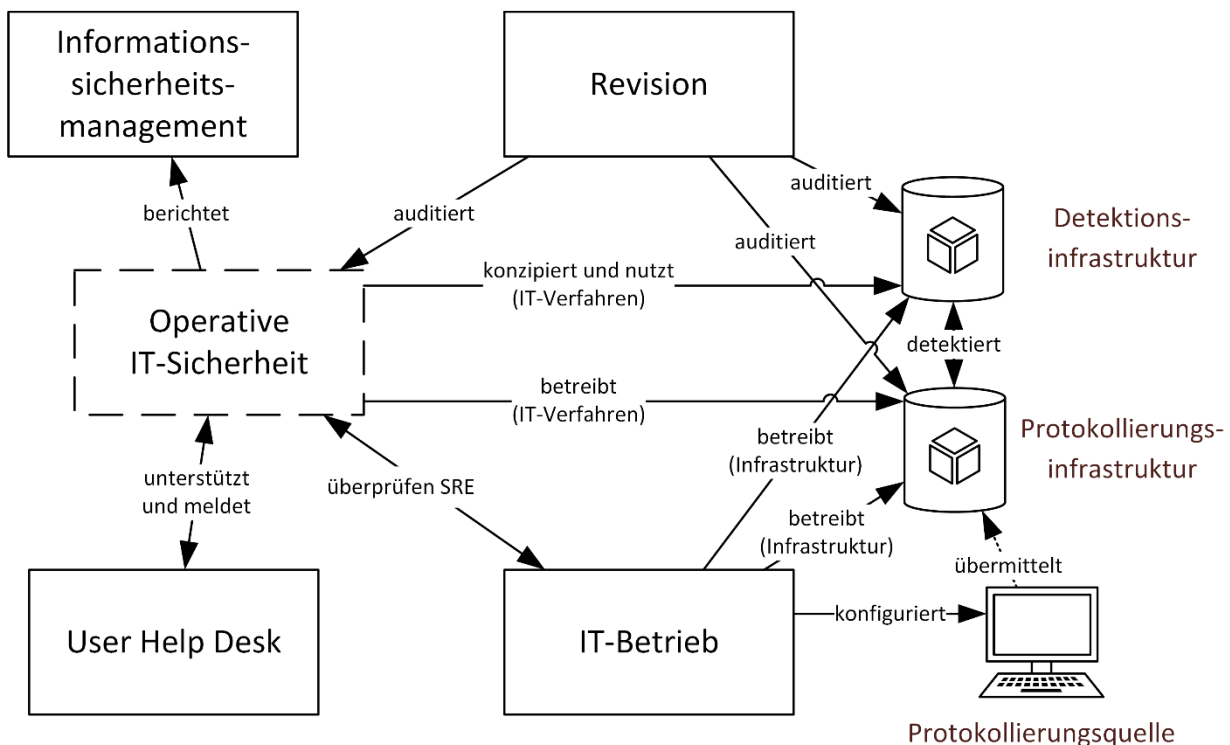 Informations-
sicherheits-
management
Revision
berichtet
auditiert
auditiert
auditiert
Detektions-
infrastruktur
Operative
IT-Sicherheit
konzipiert und nutzt
(IT-Verfahren)
detektiert
betreibt
(IT-Verfahren)
betreibt
(Infrastruktur)
Protokollierungs-
infrastruktur
unterstützt
und meldet
überprüfen SRE
betreibt
(Infrastruktur)
übermittelt
User Help Desk
IT-Betrieb
konfiguriert
Protokollierungsquelle